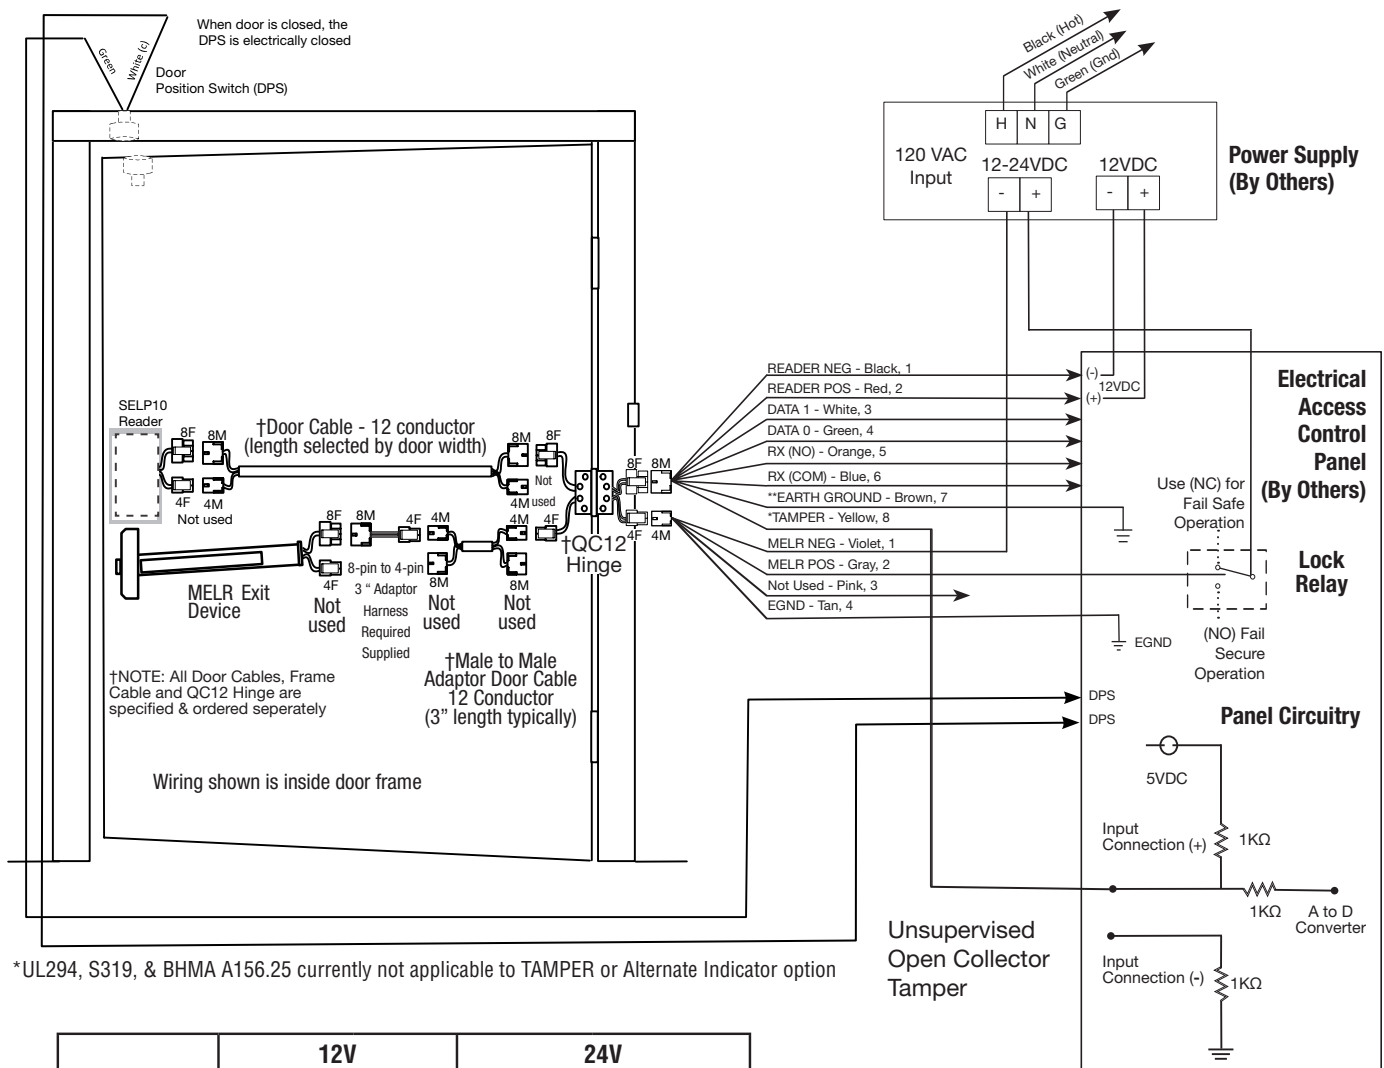 When door is closed, the
DPS is electrically closed
Green
White (c)
Door
Position Switch (DPS)
Black (Hot)
White (Neutral)
Green (Gnd)
H N G
120 VAC
Input
12-24VDC
12VDC
- +
- +
Power Supply
(By Others)
SELP10
Reader
8F
8M
4F
4M
Not used
†Door Cable - 12 conductor
(length selected by door width)
8M
8F
Not
used
4M
8F
8M
4F
4M
†QC12
Hinge
MELR Exit
Device
8F
4F
Not
used
8M
4F
8-pin to 4-pin
3 “ Adaptor
Harness
Required
Supplied
4M
8M
Not
used
4M
4F
8M
Not
used
†Male to Male
Adaptor Door Cable
12 Conductor
(3” length typically)
†NOTE: All Door Cables, Frame
Cable and QC12 Hinge are
specified & ordered seperately
Wiring shown is inside door frame
READER NEG - Black, 1
READER POS - Red, 2
DATA 1 - White, 3
DATA 0 - Green, 4
RX (NO) - Orange, 5
RX (COM) - Blue, 6
**EARTH GROUND - Brown, 7
*TAMPER - Yellow, 8
MELR NEG - Violet, 1
MELR POS - Gray, 2
Not Used - Pink, 3
EGND - Tan, 4
(-)
12VDC
(+)
Electrical
Access
Control
Panel
(By Others)
Use (NC) for
Fail Safe
Operation
Lock
Relay
(NO) Fail
Secure
Operation
EGND
DPS
DPS
Panel Circuitry
5VDC
Input
Connection (+)
1KΩ
1KΩ
A to D
Converter
Input
Connection (-)
1KΩ
Unsupervised
Open Collector
Tamper
*UL294, S319, & BHMA A156.25 currently not applicable to TAMPER or Alternate Indicator option
12V
24V